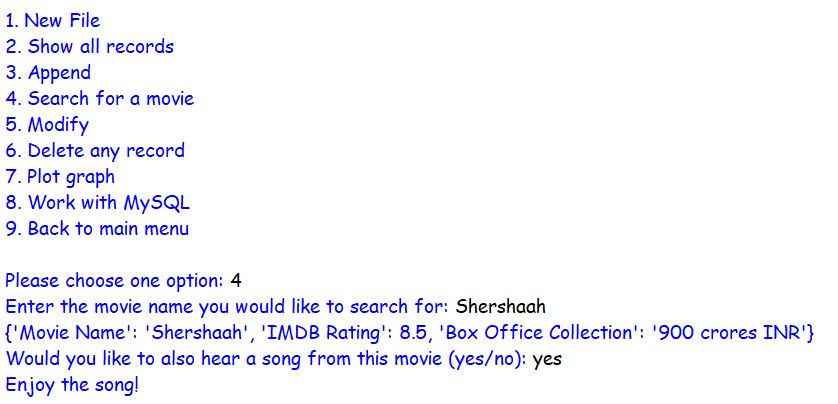 1. New File
2. Show all records
3. Append
4. Search for a movie
5. Modify
6. Delete any record
7. Plot graph
8. Work with MySQL
9. Back to main menu
Please choose one option: 4
Enter the movie name you would like to search for: Shershaah
{'Movie Name': 'Shershaah', 'IMDB Rating': 8.5, 'Box Office Collection': '900 crores INR'}
Would you like to also hear a song from this movie (yes/no): yes
Enjoy the song!